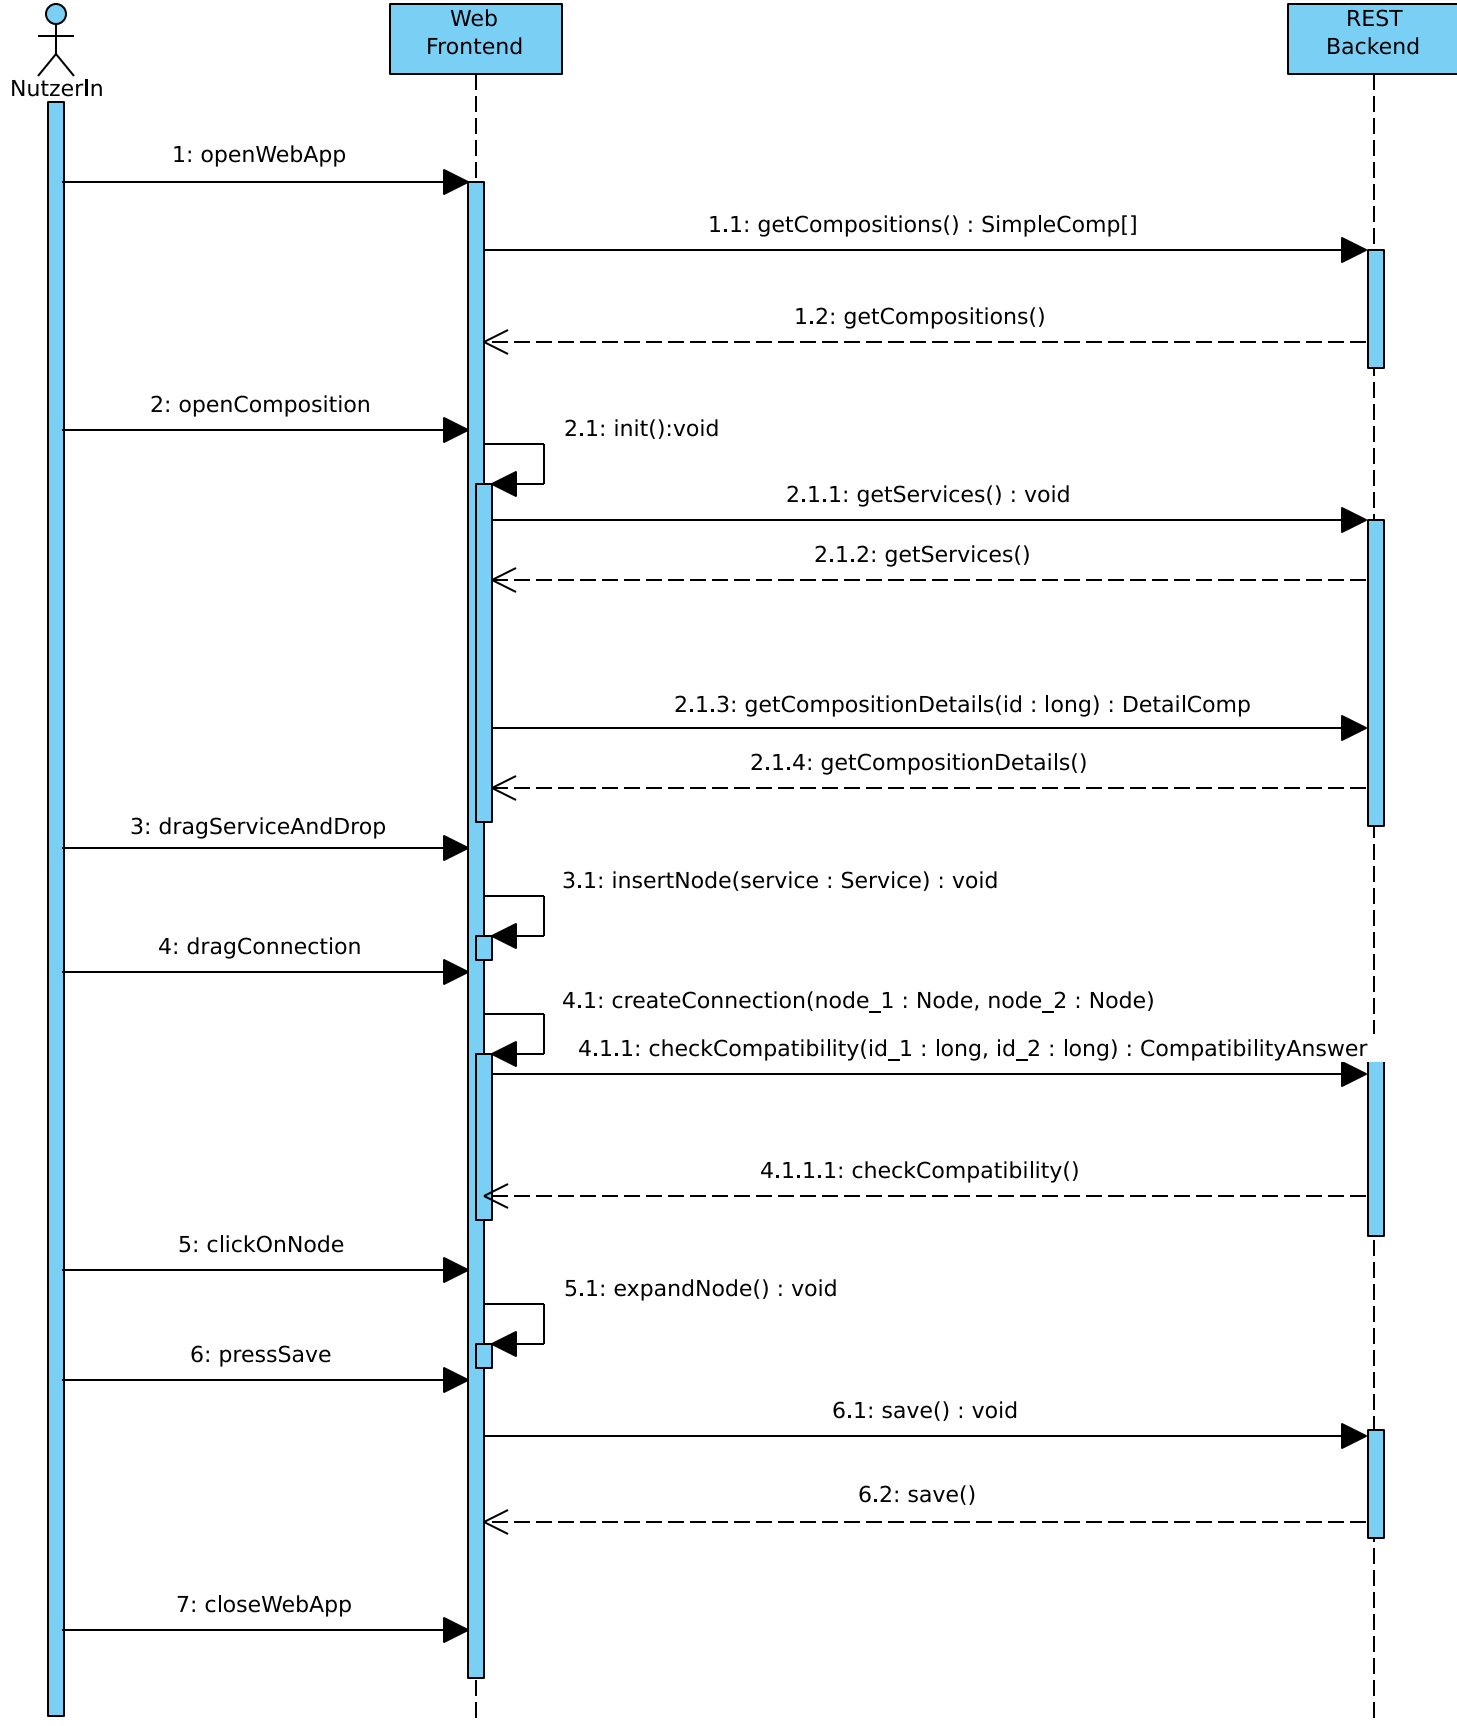 NutzerIn
Web
Frontend
REST
Backend
1: openWebApp
1.1: getCompositions() : SimpleComp[]
1.2: getCompositions()
2: openComposition
2.1: init():void
2.1.1: getServices() : void
2.1.2: getServices()
2.1.3: getCompositionDetails(id : long) : DetailComp
2.1.4: getCompositionDetails()
3: dragServiceAndDrop
3.1: insertNode(service : Service) : void
4: dragConnection
4.1: createConnection(node_1 : Node, node_2 : Node)
4.1.1: checkCompatibility(id_1 : long, id_2 : long) : CompatibilityAnswer
4.1.1.1: checkCompatibility()
5: clickOnNode
5.1: expandNode() : void
6: pressSave
6.1: save() : void
6.2: save()
7: closeWebApp